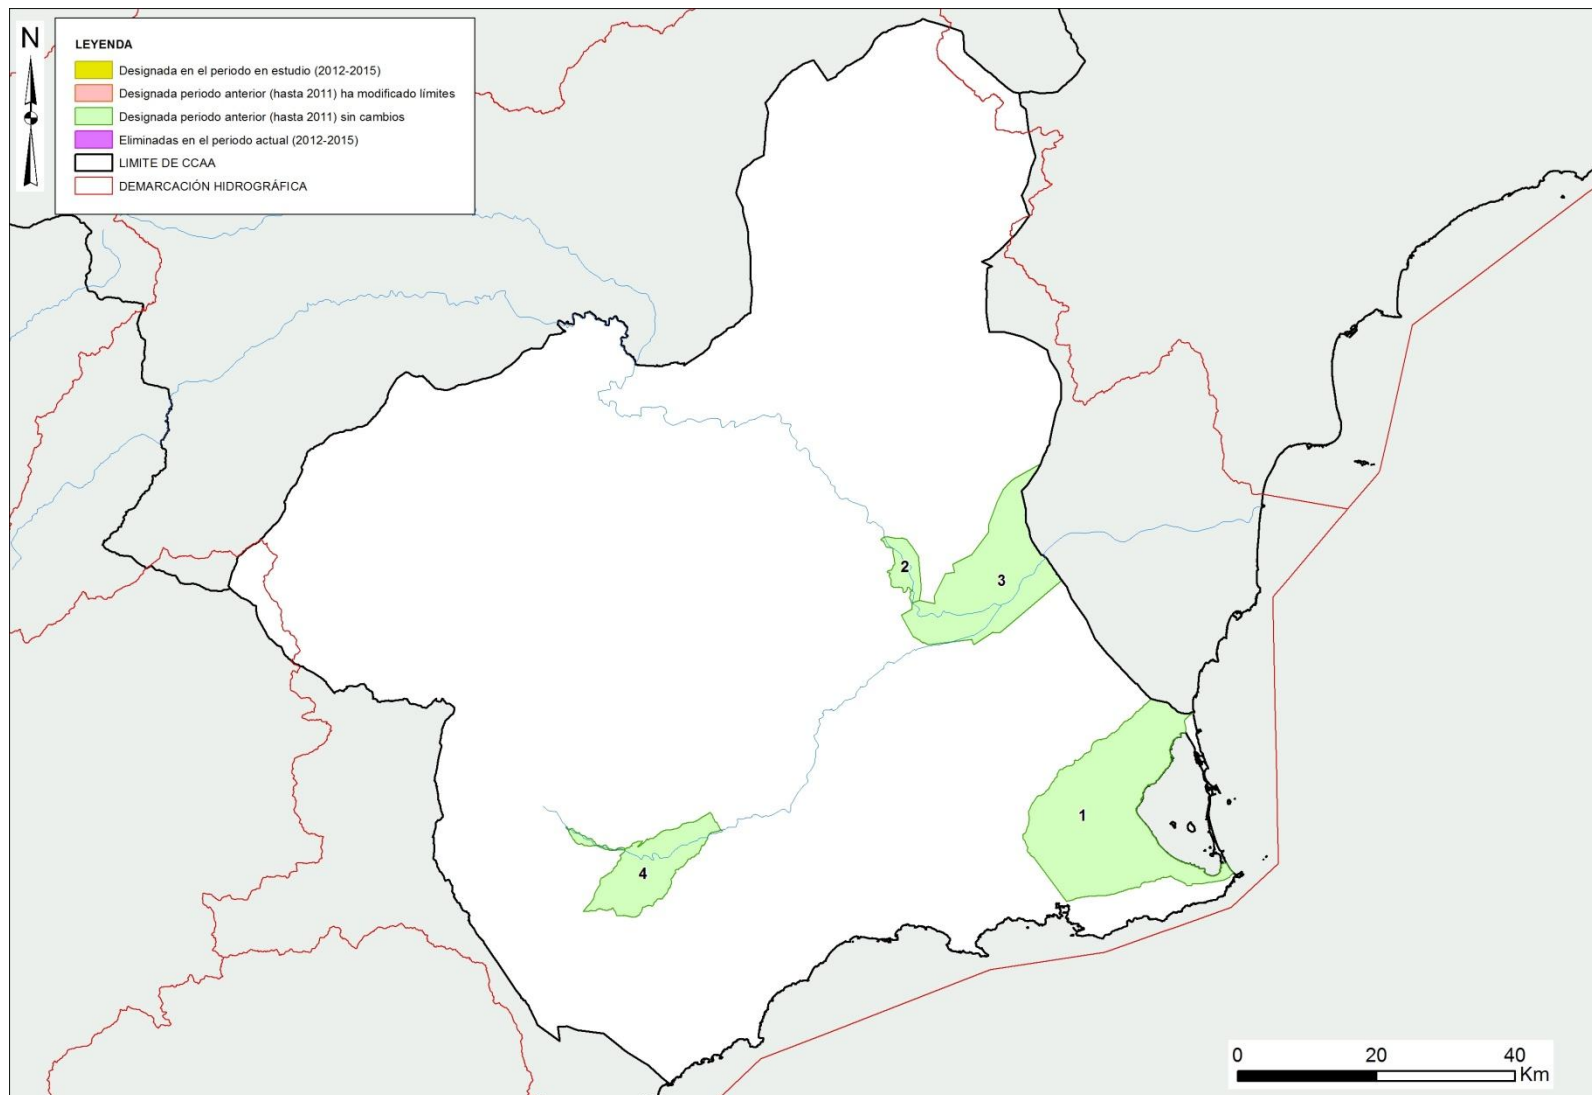 N
LEYENDA
Designada en el periodo en estudio (2012-2015)
Designada periodo anterior (hasta 2011) ha modificado límites
Designada periodo anterior (hasta 2011) sin cambios
Eliminadas en el periodo actual (2012-2015)
LIMITE DE CCAA
DEMARCACIÓN HIDROGRÁFICA
2
3
1
4
0 20 40
Km